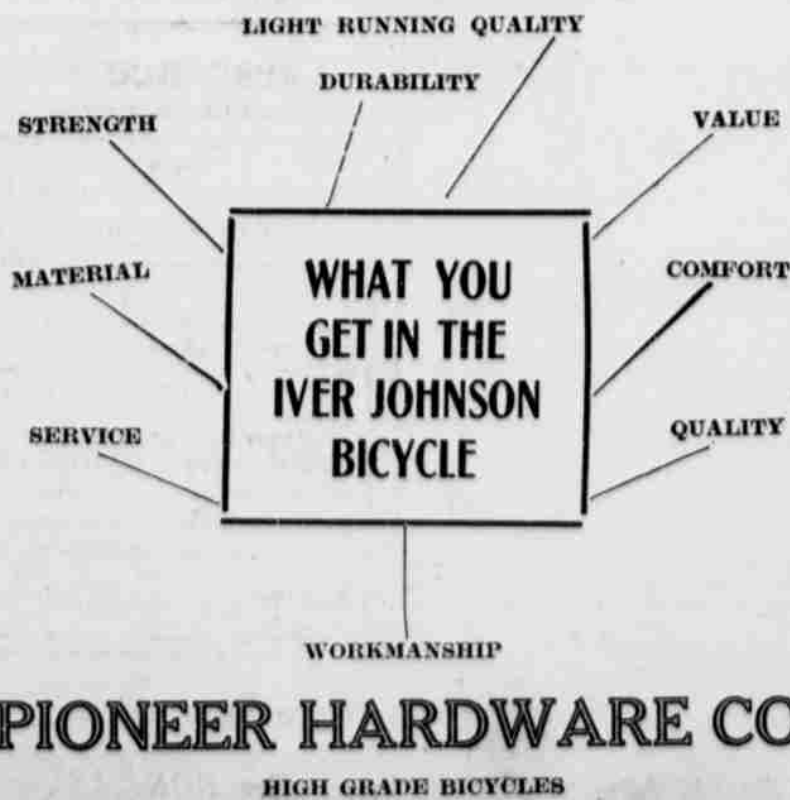 LIGHT RUNNING QUALITY
DURABILITY
STRENGTH
VALUE
MATERIAL
COMFORT
WHAT YOU
GET IN THE
IVER JOHNSON
BICYCLE
SERVICE
QUALITY
WORKMANSHIP
PIONEER HARDWARE CO
HIGH GRADE BICYCLES